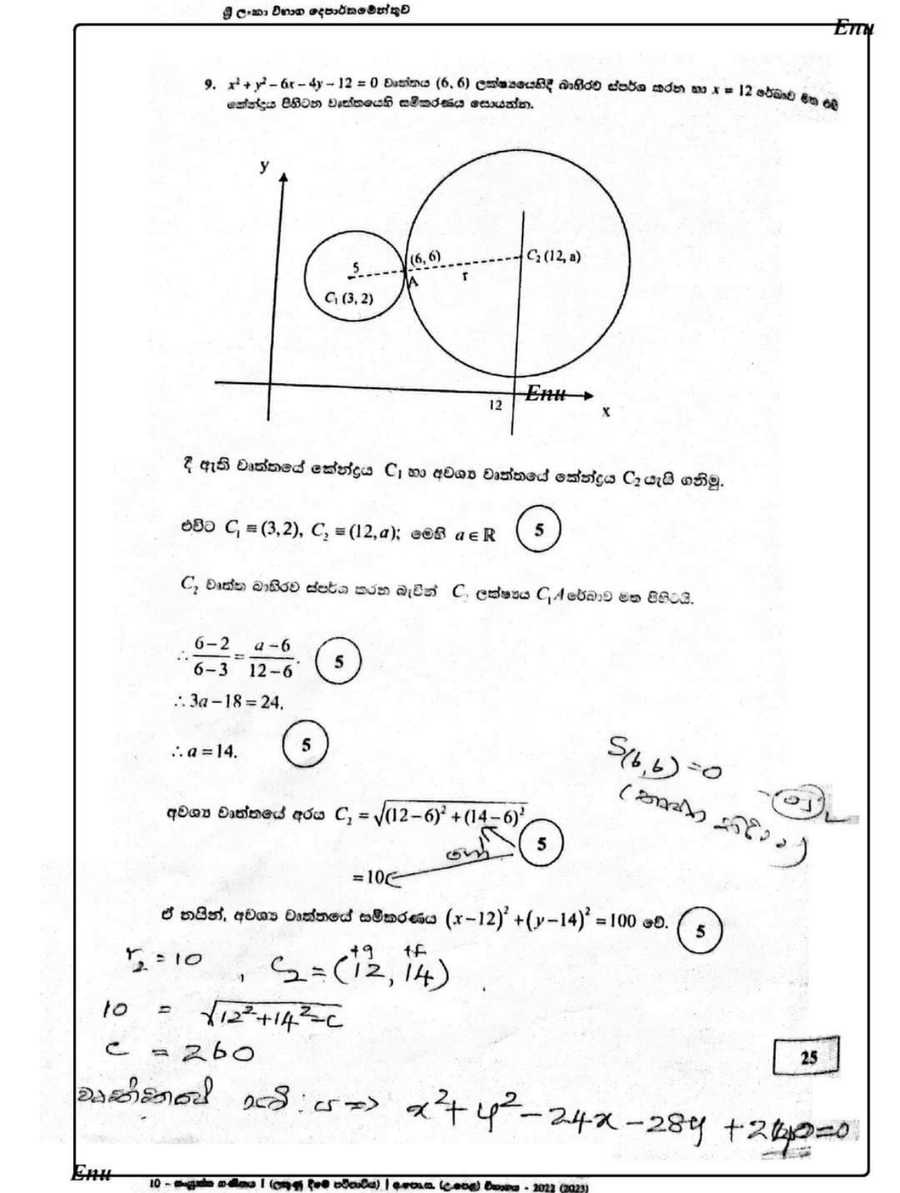 ශ්‍රී ලංකා විභාග දෙපාර්තමේන්තුව
Enu
9. x² + y² – 6x – 4y – 12 = 0 වෘත්තය (6, 6) ලක්ෂ්‍යයෙහිදී බාහිරව ස්පර්ශ කරන හා x = 12 රේඛාව මත එහි
කේන්ද්‍රය පිහිටන වෘත්තයෙහි සමීකරණය සොයන්න.
y
5
(6, 6)
A
r
C₂ (12, a)
C₁ (3, 2)
12
Enu
x
දී ඇති වෘත්තයේ කේන්ද්‍රය C₁ හා අවශ්‍ය වෘත්තයේ කේන්ද්‍රය C₂ යැයි ගනිමු.
එවිට C₁ ≡ (3, 2), C₂ ≡ (12, a); මෙහි a ∈ ℝ 5
C₂ වෘත්ත බාහිරව ස්පර්ශ කරන බැවින් C, ලක්ෂ්‍යය C₁A රේඛාව මත පිහිටයි.
∴ (6 – 2)/(6 – 3) = (a – 6)/(12 – 6). 5
∴ 3a – 18 = 24.
∴ a = 14. 5
S(6, 6) = 0
අවශ්‍ය වෘත්තයේ අරය C₂ = √((12 – 6)² + (14 – 6)²) 5
හෝ
= 10
ඒ නයින්, අවශ්‍ය වෘත්තයේ සමීකරණය (x – 12)² + (y – 14)² = 100 වේ. 5
+g +f
r₂ = 10 , C₂ = (12, 14)
10 = √12² + 14² – c
c = 240
25
වෘත්තයේ x² + y² – 24x – 28y + 240 = 0
Enu
10 – සංයුක්ත ගණිතය I (ලකුණු දීමේ පටිපාටිය) | අ.පො.ස. (උ.පෙළ) විභාගය - 2022 (2023)